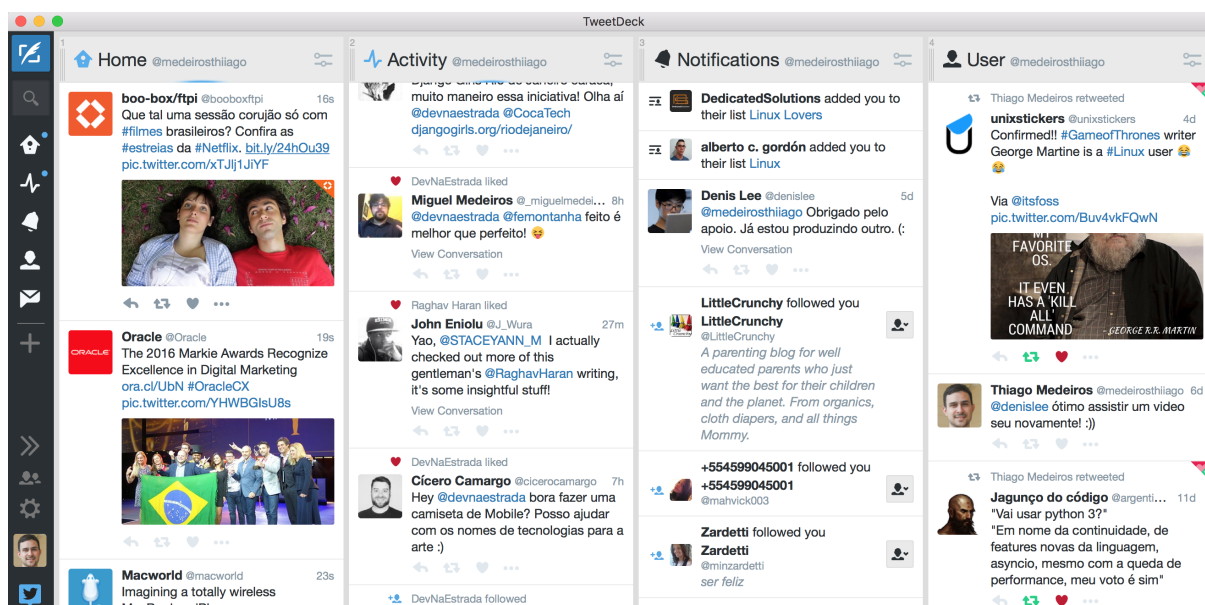 TweetDeck
1
Home @medeirosthiiago
boo-box/ftpi @booboxftpi 16s
Que tal uma sessão corujão só com
#filmes brasileiros? Confira as
#estreias da #Netflix. bit.ly/24hOu39
pic.twitter.com/xTJlj1JiYF
Oracle @Oracle 19s
ORACLE
The 2016 Markie Awards Recognize
Excellence in Digital Marketing
ora.cl/UbN #OracleCX
pic.twitter.com/YHWBGIsU8s
Macworld @macworld 23s
Imagining a totally wireless
2
Activity @medeirosthiiago
muito maneiro essa iniciativa! Olha aí
@devnaestrada @CocaTech
djangogirls.org/riodejaneiro/
DevNaEstrada liked
Miguel Medeiros @_miguelmedei... 8h
@devnaestrada @femontanha feito é
melhor que perfeito! 😝
View Conversation
Raghav Haran liked
John Eniolu @J_Wura 27m
Yao, @STACEYANN_M I actually
checked out more of this
gentleman's @RaghavHaran writing,
it's some insightful stuff!
View Conversation
DevNaEstrada liked
Cícero Camargo @cicerocamargo 7h
Hey @devnaestrada bora fazer uma
camiseta de Mobile? Posso ajudar
com os nomes de tecnologias para a
arte :)
DevNaEstrada followed
3
Notifications @medeirosthiiago
DedicatedSolutions added you to
their list Linux Lovers
alberto c. gordón added you to
their list Linux
Denis Lee @denislee 5d
@medeirosthiiago Obrigado pelo
apoio. Já estou produzindo outro. (:
View Conversation
LittleCrunchy followed you
LittleCrunchy
@LittleCrunchy
A parenting blog for well
educated parents who just
want the best for their children
and the planet. From organics,
cloth diapers, and all things
Mommy.
+554599045001 followed you
+554599045001
@mahvick003
Zardetti followed you
Zardetti
@minzardetti
ser feliz
4
User @medeirosthiiago
Thiago Medeiros retweeted
unixstickers @unixstickers 4d
Confirmed!! #GameofThrones writer
George Martine is a #Linux user 😂
😂
Via @itsfoss
pic.twitter.com/Buv4vkFQwN
MY
FAVORITE
OS.
IT EVEN
HAS A 'KILL
ALL'
COMMAND
- GEORGE R.R. MARTIN
Thiago Medeiros @medeirosthiiago 6d
@denislee ótimo assistir um video
seu novamente! :))
Thiago Medeiros retweeted
Jagunço do código @argenti... 11d
"Vai usar python 3?"
"Em nome da continuidade, de
features novas da linguagem,
asyncio, mesmo com a queda de
performance, meu voto é sim"